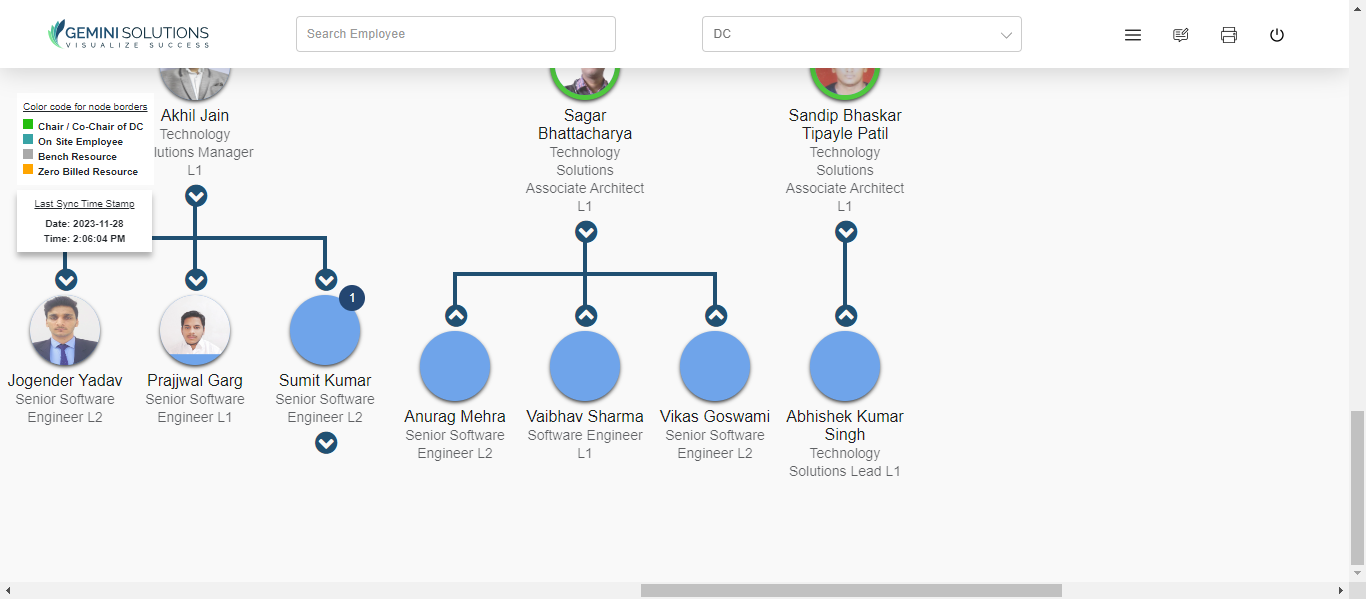 GEMINI SOLUTIONS
VISUALIZE SUCCESS
Search Employee
DC
Color code for node borders
Chair / Co-Chair of DC
On Site Employee
Bench Resource
Zero Billed Resource
Last Sync Time Stamp
Date: 2023-11-28
Time: 2:06:04 PM
Akhil Jain
Technology
lutions Manager
L1
Sagar
Bhattacharya
Technology
Solutions
Associate Architect
L1
Sandip Bhaskar
Tipayle Patil
Technology
Solutions
Associate Architect
L1
Jogender Yadav
Senior Software
Engineer L2
Prajjwal Garg
Senior Software
Engineer L1
1
Sumit Kumar
Senior Software
Engineer L2
Anurag Mehra
Senior Software
Engineer L2
Vaibhav Sharma
Software Engineer
L1
Vikas Goswami
Senior Software
Engineer L2
Abhishek Kumar
Singh
Technology
Solutions Lead L1